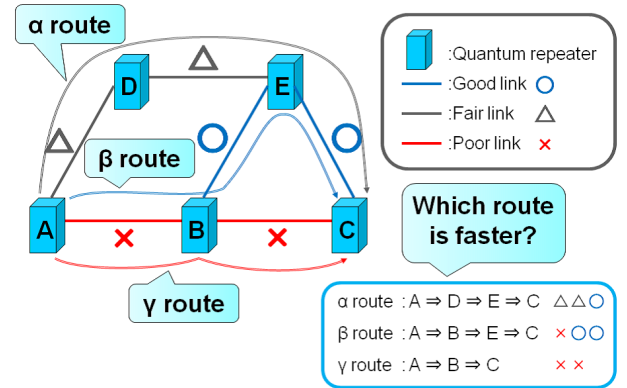 α route
D
E
β route
A
B
C
γ route
:Quantum repeater
:Good link ○
:Fair link △
:Poor link ×
Which route
is faster?
α route : A ⇒ D ⇒ E ⇒ C △△○
β route : A ⇒ B ⇒ E ⇒ C ×○○
γ route : A ⇒ B ⇒ C × ×